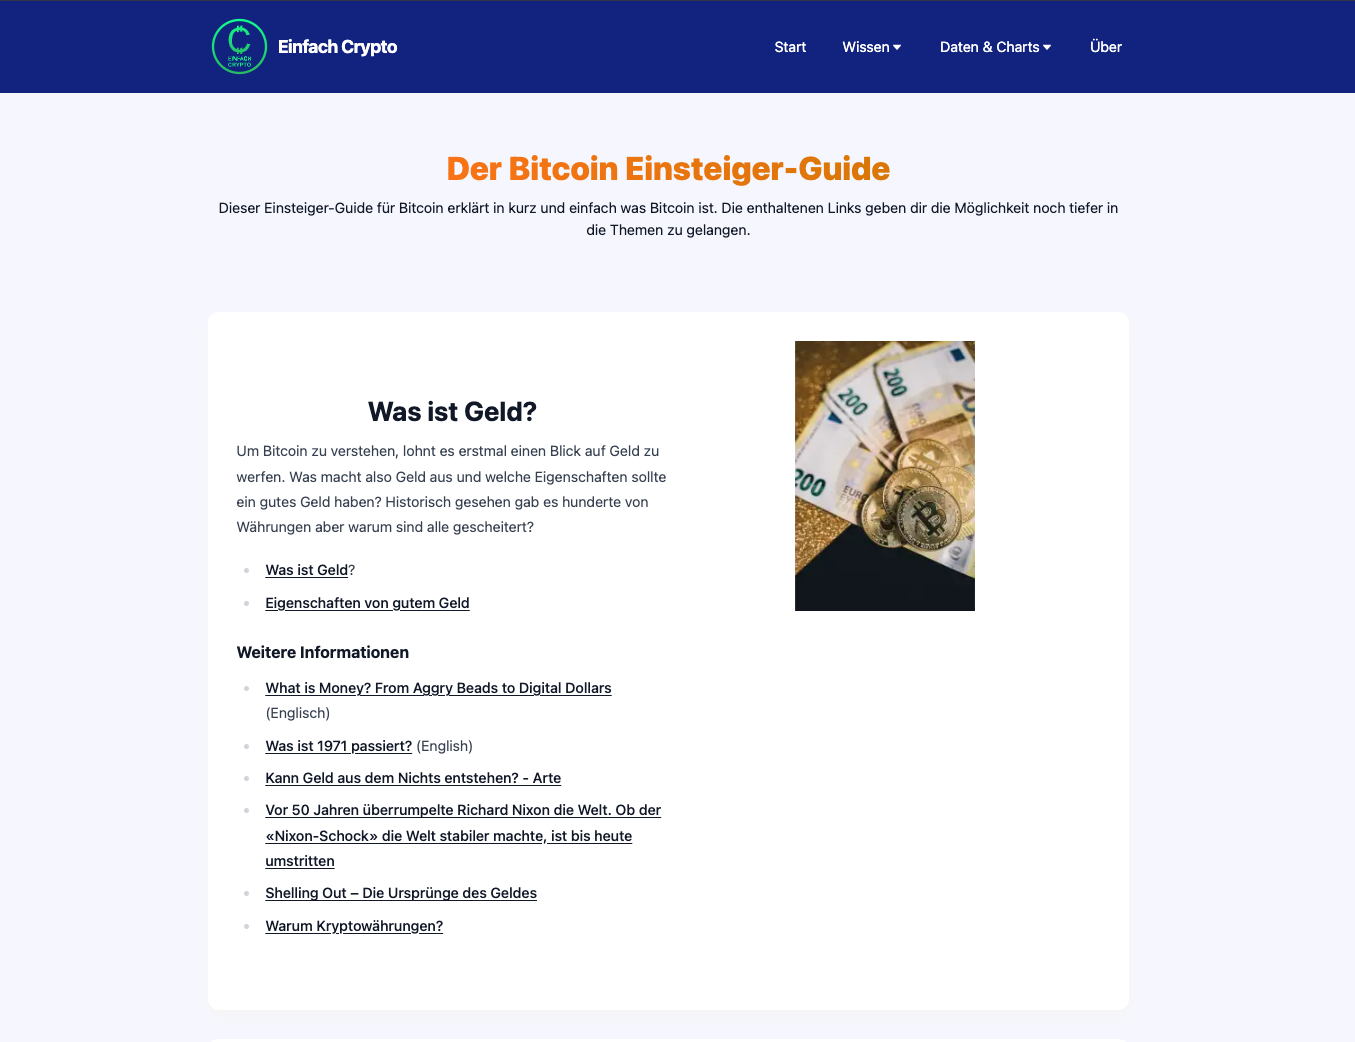 EINFACH
CRYPTO
Einfach Crypto
Start
Wissen
Daten & Charts
Über
Der Bitcoin Einsteiger-Guide
Dieser Einsteiger-Guide für Bitcoin erklärt in kurz und einfach was Bitcoin ist. Die enthaltenen Links geben dir die Möglichkeit noch tiefer in
die Themen zu gelangen.
Was ist Geld?
Um Bitcoin zu verstehen, lohnt es erstmal einen Blick auf Geld zu
werfen. Was macht also Geld aus und welche Eigenschaften sollte
ein gutes Geld haben? Historisch gesehen gab es hunderte von
Währungen aber warum sind alle gescheitert?
Was ist Geld?
Eigenschaften von gutem Geld
Weitere Informationen
What is Money? From Aggry Beads to Digital Dollars
(Englisch)
Was ist 1971 passiert? (English)
Kann Geld aus dem Nichts entstehen? - Arte
Vor 50 Jahren überrumpelte Richard Nixon die Welt. Ob der
«Nixon-Schock» die Welt stabiler machte, ist bis heute
umstritten
Shelling Out – Die Ursprünge des Geldes
Warum Kryptowährungen?
200
200
200
EURO